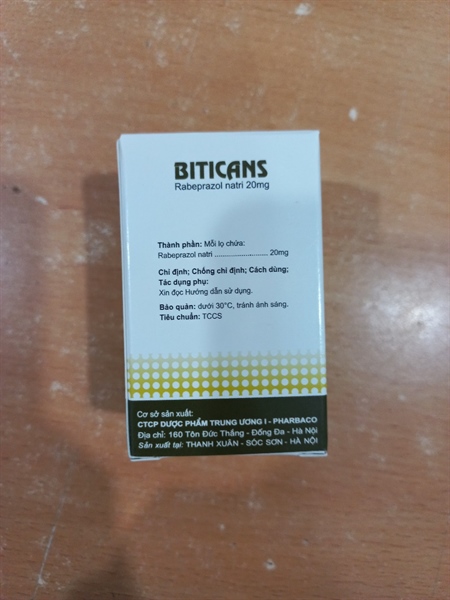 BITICANS
Rabeprazol natri 20mg
Thành phần: Mỗi lọ chứa:
Rabeprazol natri ........................... 20mg
Chỉ định; Chống chỉ định; Cách dùng;
Tác dụng phụ:
Xin đọc Hướng dẫn sử dụng.
Bảo quản: dưới 30°C, tránh ánh sáng.
Tiêu chuẩn: TCCS
Cơ sở sản xuất:
CTCP DƯỢC PHẨM TRUNG ƯƠNG I - PHARBACO
Địa chỉ: 160 Tôn Đức Thắng - Đống Đa - Hà Nội
Sản xuất tại: THANH XUÂN - SÓC SƠN - HÀ NỘI